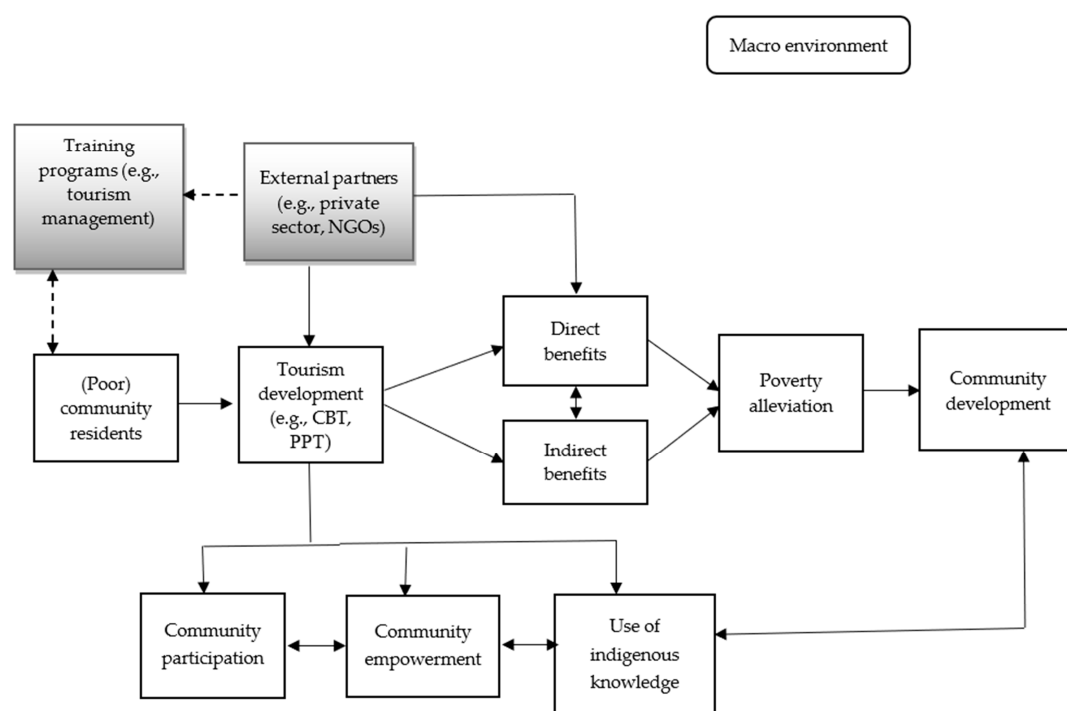 Macro environment
Training
programs (e.g.,
tourism
management)
External partners
(e.g., private
sector, NGOs)
Direct
benefits
(Poor)
community
residents
Tourism
development
(e.g., CBT,
PPT)
Indirect
benefits
Poverty
alleviation
Community
development
Community
participation
Community
empowerment
Use of
indigenous
knowledge